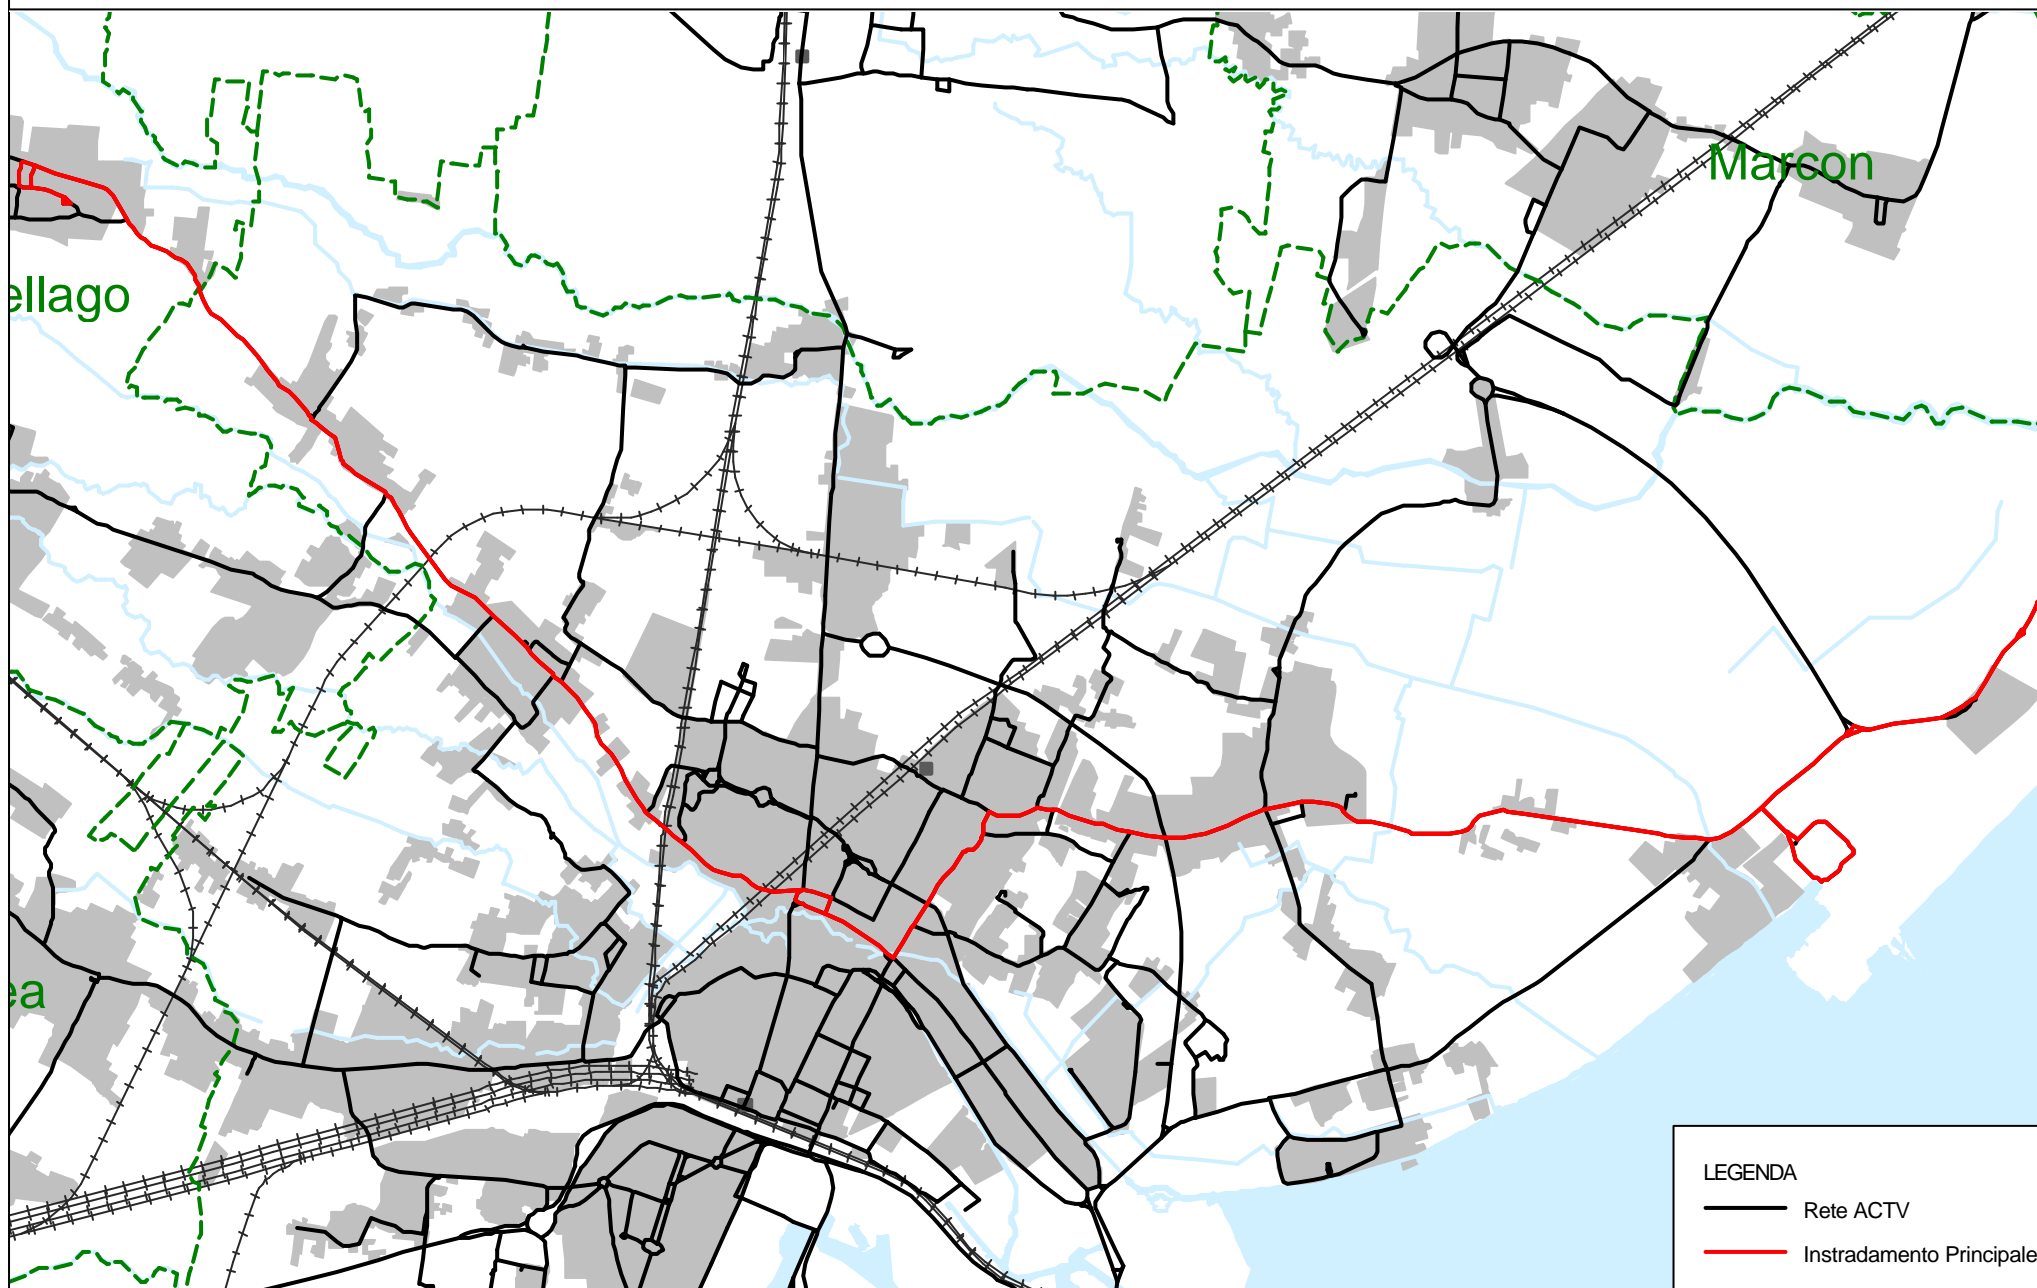 Marcon
ellago
ea
LEGENDA
Rete ACTV
Instradamento Principale